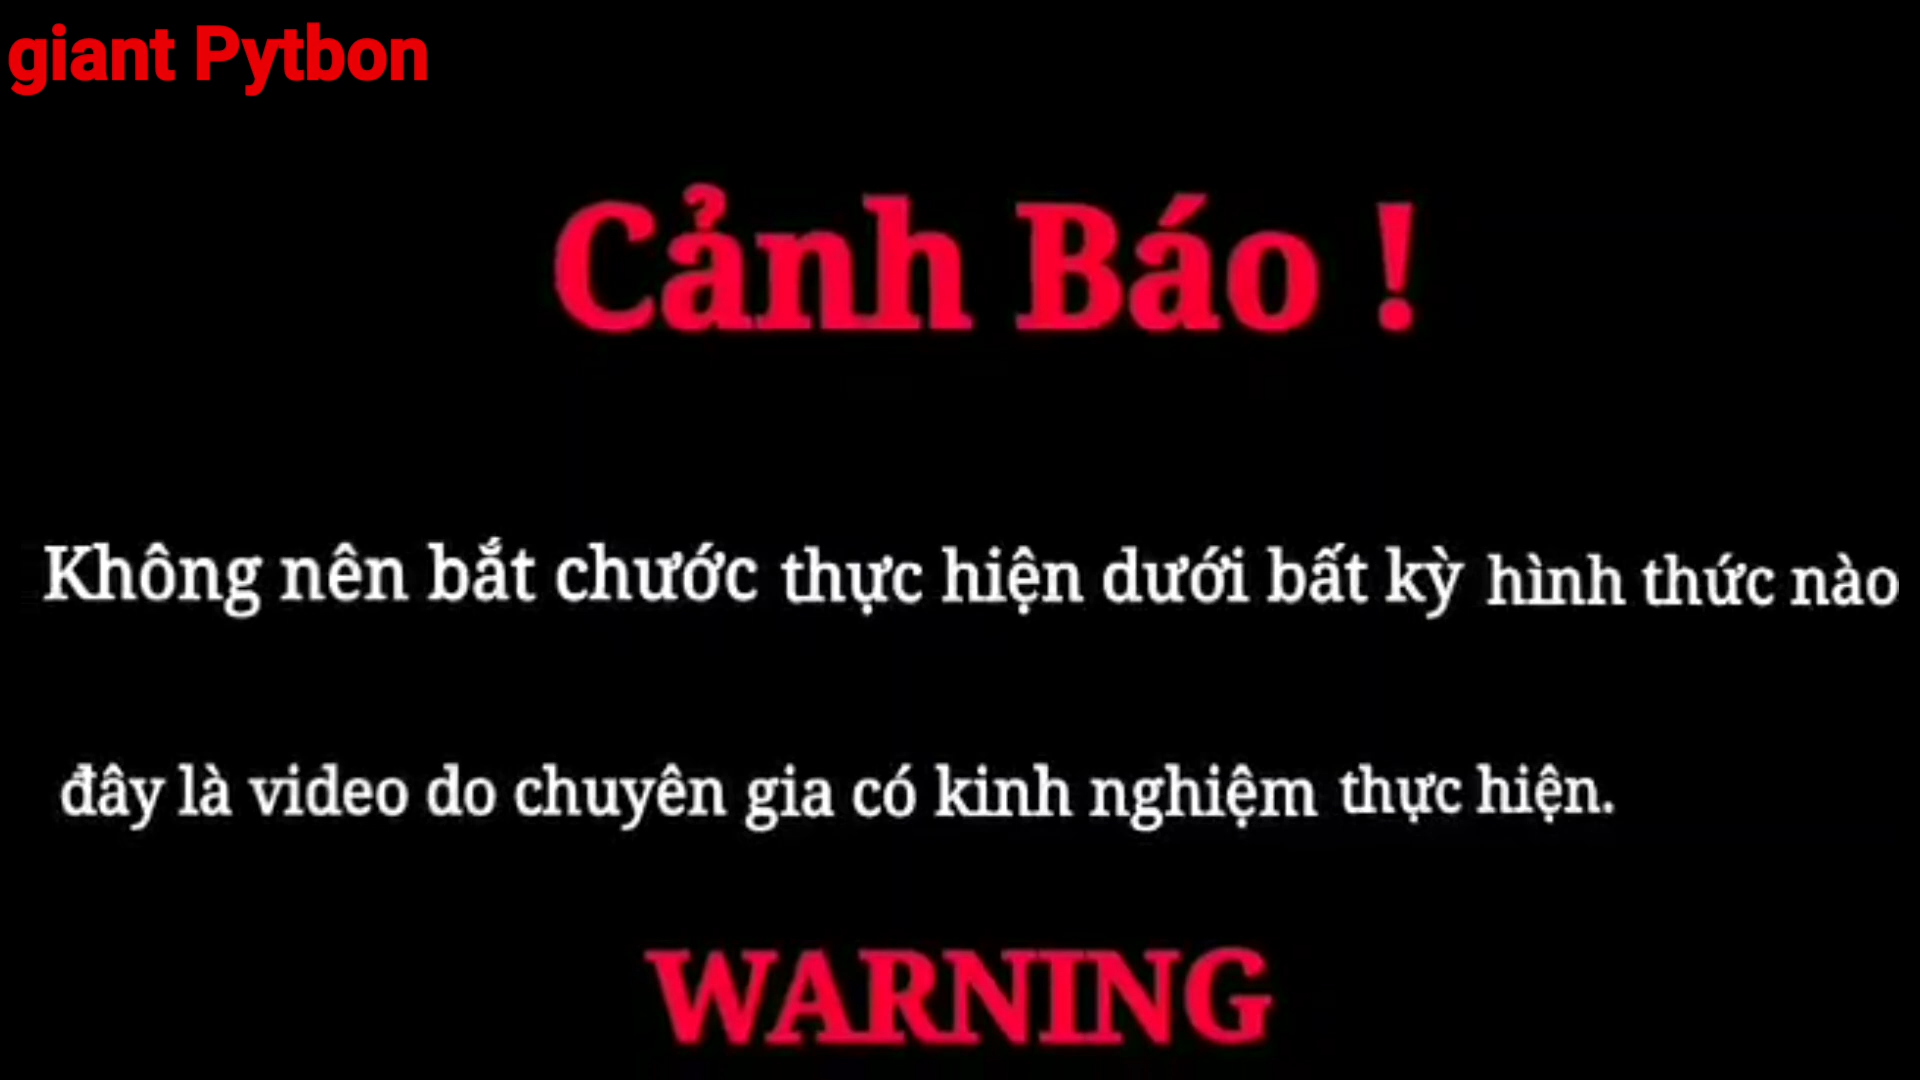 giant Pytbon
Cảnh Báo !
Không nên bắt chước thực hiện dưới bất kỳ hình thức nào
đây là video do chuyên gia có kinh nghiệm thực hiện.
WARNING